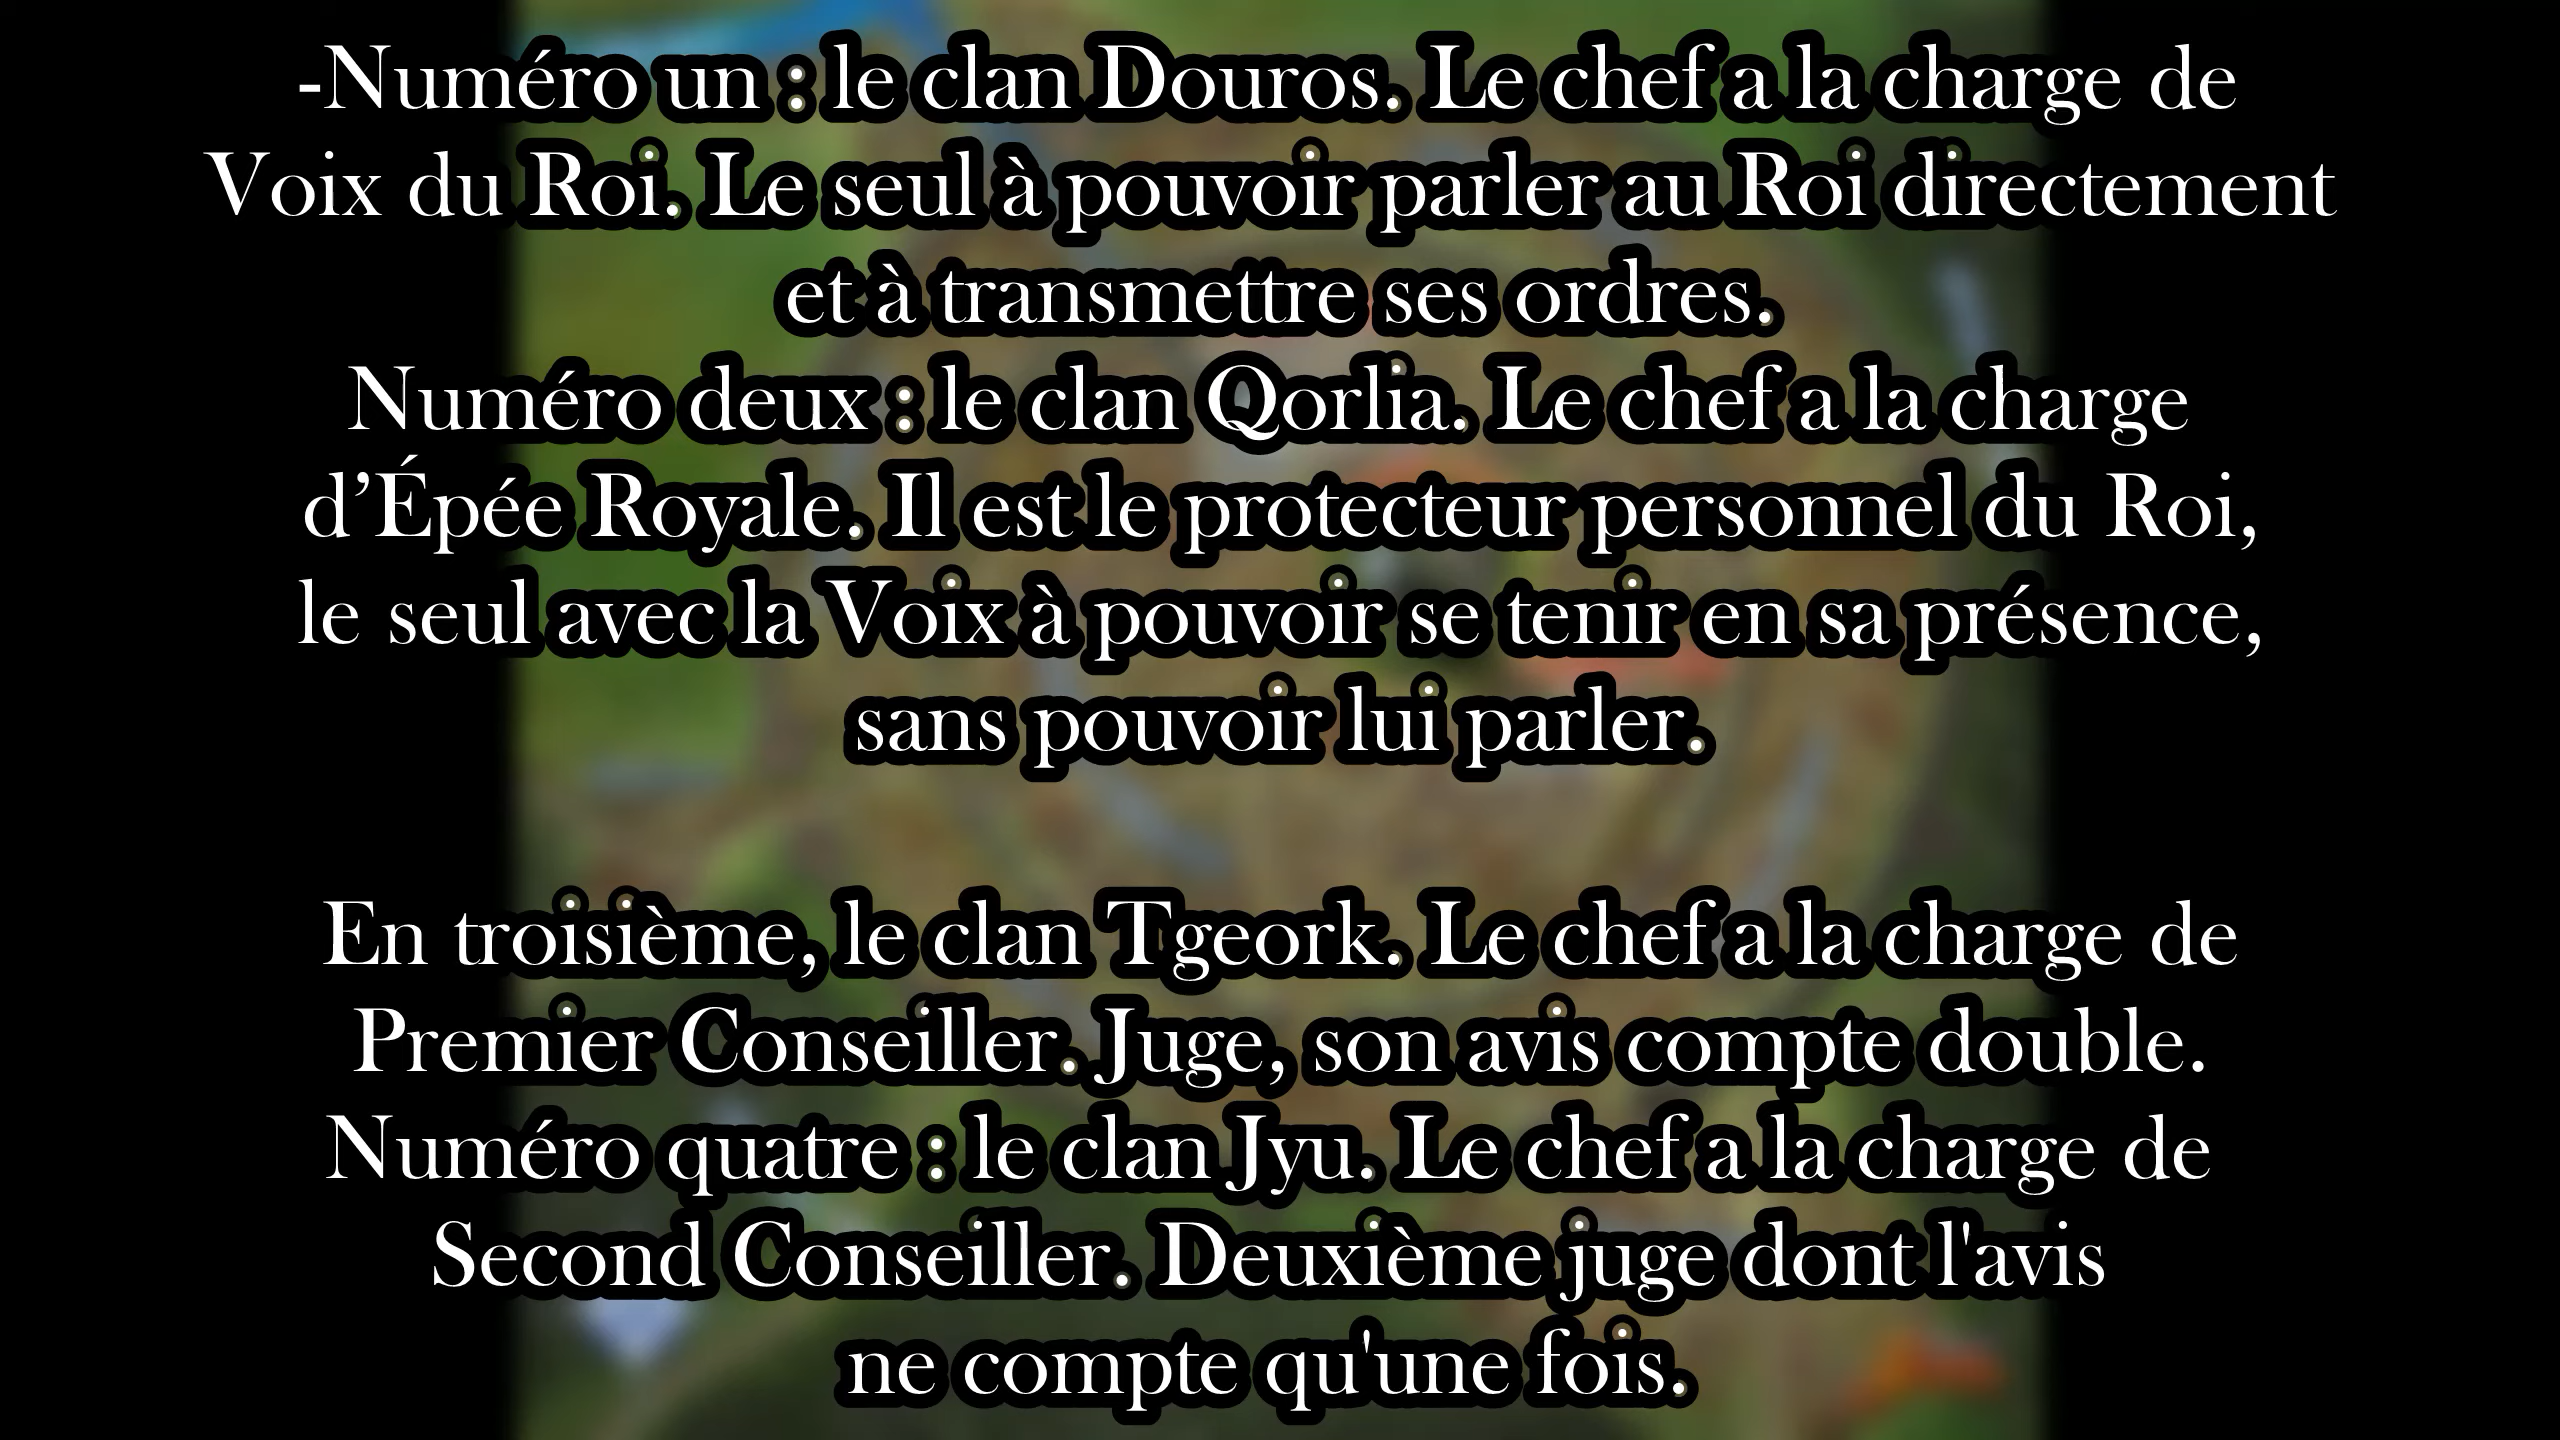 -Numéro un : le clan Douros. Le chef a la charge de
Voix du Roi. Le seul à pouvoir parler au Roi directement
et à transmettre ses ordres.
Numéro deux : le clan Qorlia. Le chef a la charge
d’Épée Royale. Il est le protecteur personnel du Roi,
le seul avec la Voix à pouvoir se tenir en sa présence,
sans pouvoir lui parler.
En troisième, le clan Tgeork. Le chef a la charge de
Premier Conseiller. Juge, son avis compte double.
Numéro quatre : le clan Jyu. Le chef a la charge de
Second Conseiller. Deuxième juge dont l'avis
ne compte qu'une fois.